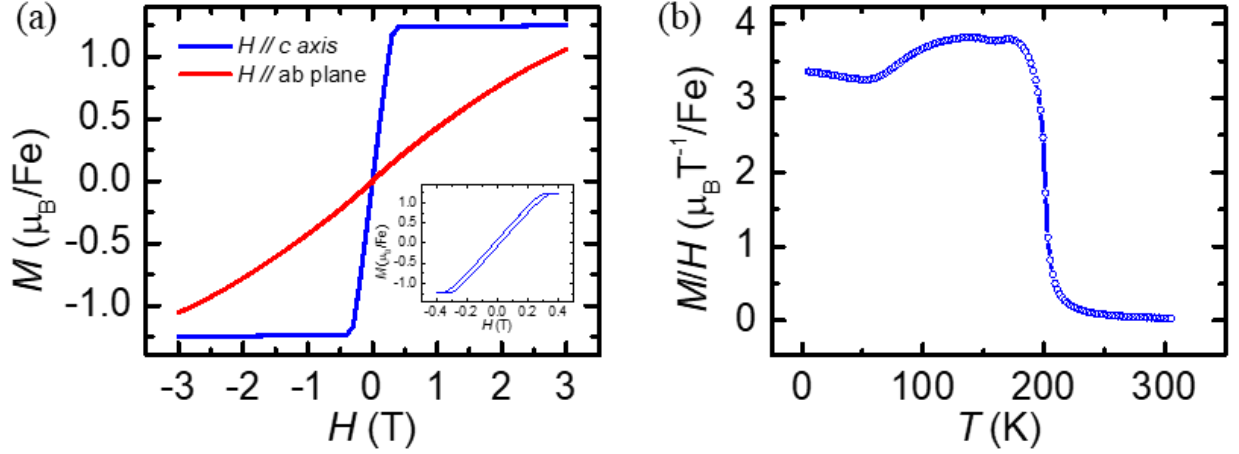 (a)
H // c axis
H // ab plane
1.0
0.5
0.0
-0.5
-1.0
M (μB/Fe)
-3 -2 -1 0 1 2 3
H (T)
1.0
0.5
0.0
-0.5
-1.0
M(μB/Fe)
-0.4 -0.2 0.0 0.2 0.4
H (T)
(b)
4
3
2
1
0
M/H (μBT-1/Fe)
0 100 200 300
T (K)